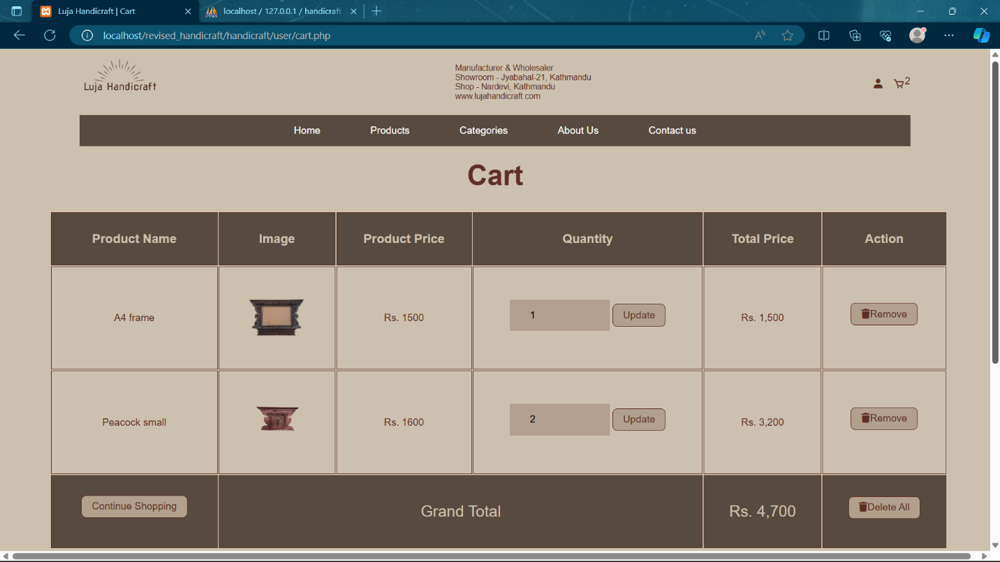 Luja Handicraft | Cart
localhost / 127.0.0.1 / handicraft
localhost/revised_handicraft/handicraft/user/cart.php
Luja Handicraft
Manufacturer & Wholesaler
Showroom - Jyabahal-21, Kathmandu
Shop - Nardevi, Kathmandu
www.lujahandicraft.com
2
Home Products Categories About Us Contact us
Cart
Product Name Image Product Price Quantity Total Price Action
A4 frame Rs. 1500 1 Update Rs. 1,500 Remove
Peacock small Rs. 1600 2 Update Rs. 3,200 Remove
Continue Shopping Grand Total Rs. 4,700 Delete All